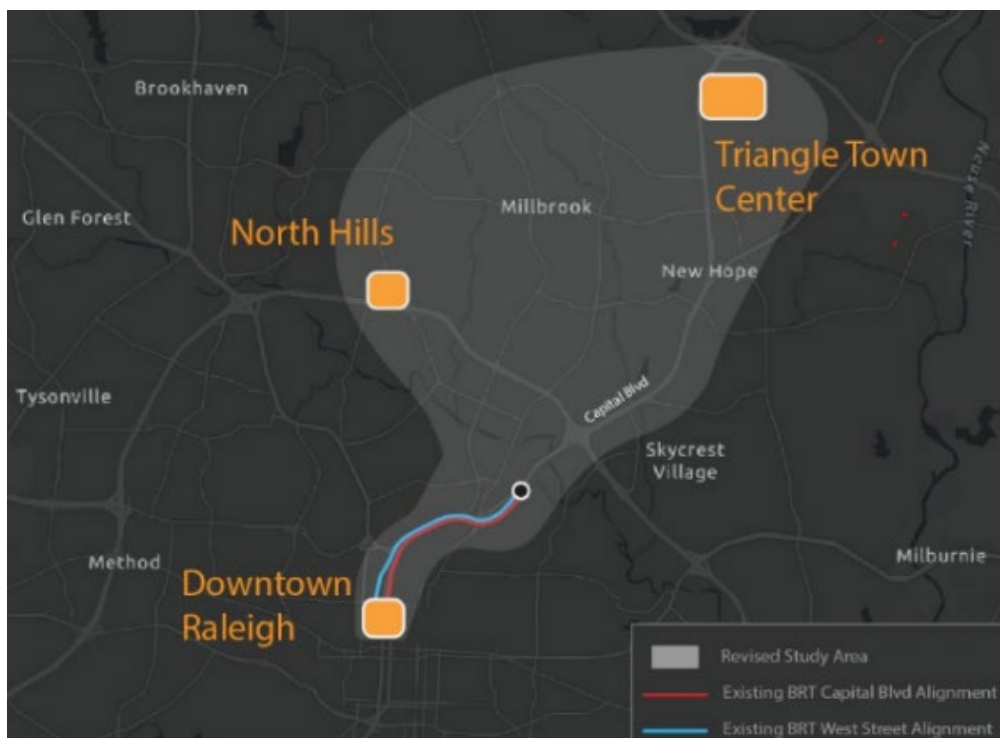 Brookhaven
Triangle Town
Center
Neuse River
Glen Forest
Millbrook
North Hills
New Hope
Tysonville
Capital Blvd
Skycrest
Village
Method
Milburnie
Downtown
Raleigh
Revised Study Area
Existing BRT Capital Blvd Alignment
Existing BRT West Street Alignment